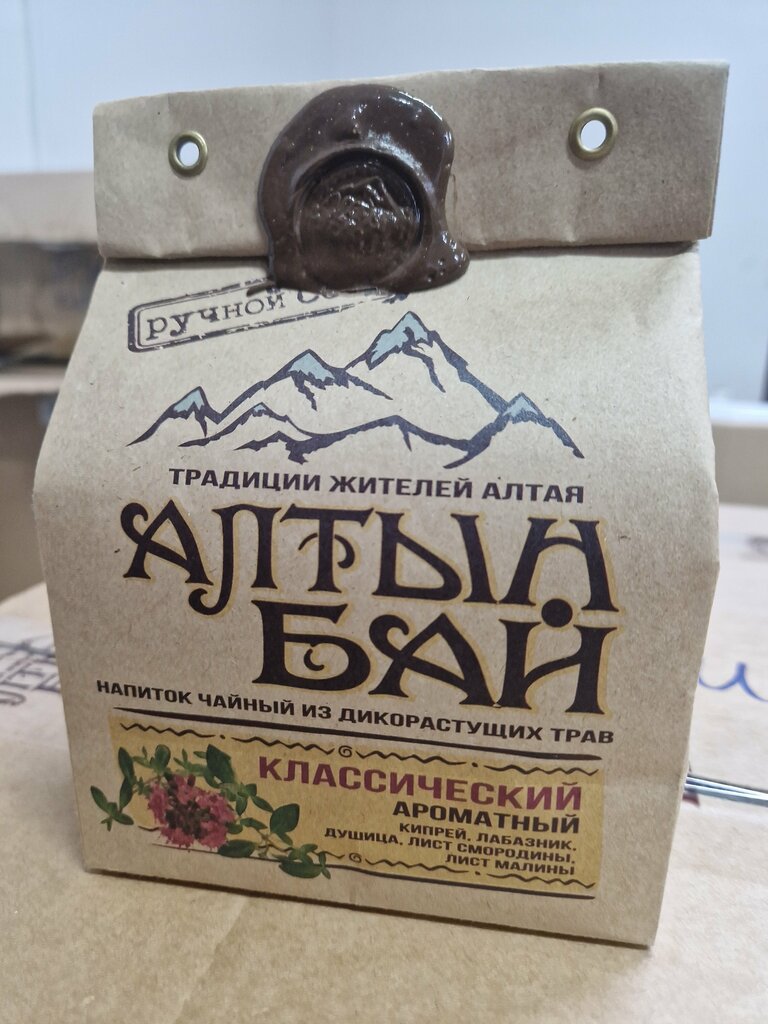 ручной
ТРАДИЦИИ ЖИТЕЛЕЙ АЛТАЯ
АЛТЫН
БАЙ
НАПИТОК ЧАЙНЫЙ ИЗ ДИКОРАСТУЩИХ ТРАВ
КЛАССИЧЕСКИЙ
АРОМАТНЫЙ
КИПРЕЙ, ЛАБАЗНИК,
ДУШИЦА, ЛИСТ СМОРОДИНЫ,
ЛИСТ МАЛИНЫ